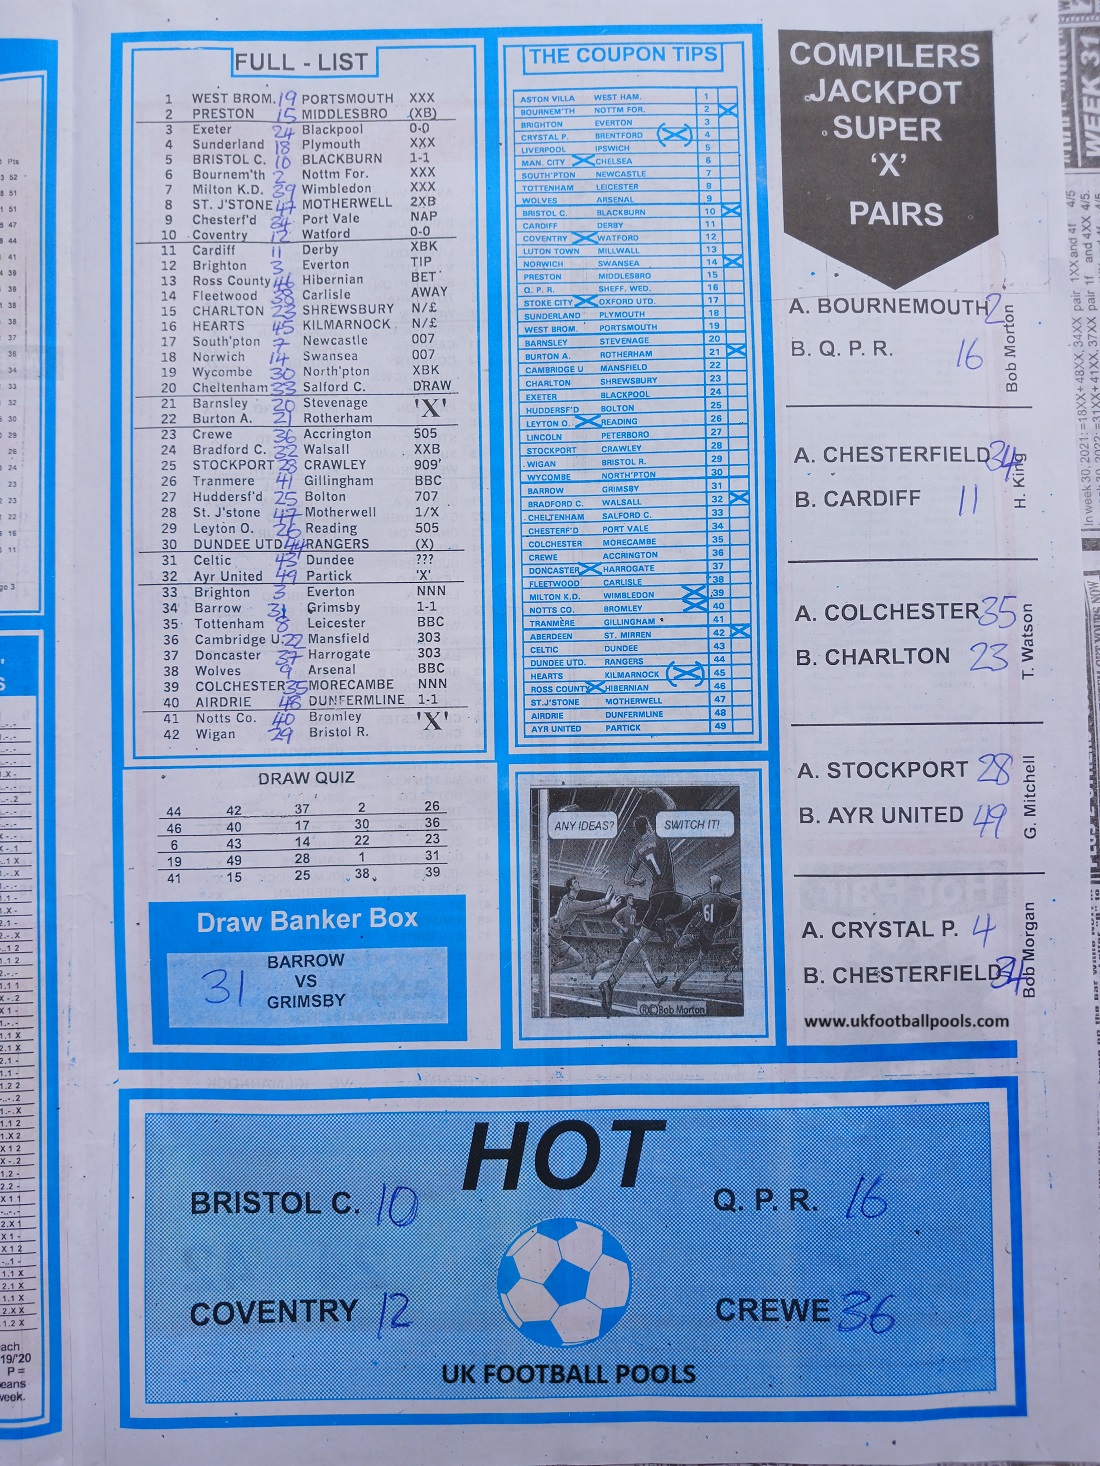 FULL - LIST
1 WEST BROM. 19 PORTSMOUTH XXX
2 PRESTON 15 MIDDLESBRO (XB)
3 Exeter 24 Blackpool 0-0
4 Sunderland 18 Plymouth XXX
5 BRISTOL C. 10 BLACKBURN 1-1
6 Bournem'th 2 Nottm For. XXX
7 Milton K.D. 39 Wimbledon XXX
8 ST. J'STONE 47 MOTHERWELL 2XB
9 Chesterf'd 34 Port Vale NAP
10 Coventry 12 Watford 0-0
11 Cardiff 11 Derby XBK
12 Brighton 3 Everton TIP
13 Ross County 46 Hibernian BET
14 Fleetwood 38 Carlisle AWAY
15 CHARLTON 23 SHREWSBURY N/£
16 HEARTS 45 KILMARNOCK N/£
17 South'pton 7 Newcastle 007
18 Norwich 14 Swansea 007
19 Wycombe 30 North'pton XBK
20 Cheltenham 33 Salford C. DRAW
21 Barnsley 20 Stevenage 'X'
22 Burton A. 21 Rotherham
23 Crewe 36 Accrington 505
24 Bradford C. 32 Walsall XXB
25 STOCKPORT 28 CRAWLEY 909'
26 Tranmere 41 Gillingham BBC
27 Huddersf'd 25 Bolton 707
28 St. J'stone 47 Motherwell 1/X
29 Leyton O. 26 Reading 505
30 DUNDEE UTD 44 RANGERS (X)
31 Celtic 43 Dundee ???
32 Ayr United 49 Partick 'X'
33 Brighton 3 Everton NNN
34 Barrow 31 Grimsby 1-1
35 Tottenham 8 Leicester BBC
36 Cambridge U. 22 Mansfield 303
37 Doncaster 37 Harrogate 303
38 Wolves 9 Arsenal BBC
39 COLCHESTER 35 MORECAMBE NNN
40 AIRDRIE 48 DUNFERMLINE 1-1
41 Notts Co. 40 Bromley 'X'
42 Wigan 29 Bristol R.
THE COUPON TIPS
ASTON VILLA WEST HAM. 1
BOURNEM'TH NOTTM FOR. 2 X
BRIGHTON EVERTON 3
CRYSTAL P. BRENTFORD (X) 4
LIVERPOOL IPSWICH 5
MAN. CITY X CHELSEA 6
SOUTH'PTON NEWCASTLE 7
TOTTENHAM LEICESTER 8
WOLVES ARSENAL 9
BRISTOL C. BLACKBURN 10 X
CARDIFF DERBY 11
COVENTRY X WATFORD 12
LUTON TOWN MILLWALL 13
NORWICH SWANSEA 14 X
PRESTON MIDDLESBRO 15
Q. P. R. SHEFF. WED. 16
STOKE CITY X OXFORD UTD. 17
SUNDERLAND PLYMOUTH 18
WEST BROM. PORTSMOUTH 19
BARNSLEY STEVENAGE 20
BURTON A. ROTHERHAM 21 X
CAMBRIDGE U MANSFIELD 22
CHARLTON SHREWSBURY 23
EXETER BLACKPOOL 24
HUDDERSF'D BOLTON 25
LEYTON O. X READING 26
LINCOLN PETERBORO 27
STOCKPORT CRAWLEY 28
WIGAN BRISTOL R. 29
WYCOMBE NORTH'PTON 30
BARROW GRIMSBY 31
BRADFORD C. WALSALL 32 X
CHELTENHAM SALFORD C. 33
CHESTERF'D PORT VALE 34
COLCHESTER MORECAMBE 35
CREWE ACCRINGTON 36
DONCASTER X HARROGATE 37
FLEETWOOD CARLISLE 38
MILTON K.D. WIMBLEDON X 39
NOTTS CO. BROMLEY X 40
TRANMERE GILLINGHAM 41
ABERDEEN ST. MIRREN 42 X
CELTIC DUNDEE 43
DUNDEE UTD. RANGERS 44
HEARTS KILMARNOCK (X) 45
ROSS COUNTY X HIBERNIAN 46
ST.J'STONE MOTHERWELL 47
AIRDRIE DUNFERMLINE 48
AYR UNITED PARTICK 49
COMPILERS
JACKPOT
SUPER
'X'
PAIRS
A. BOURNEMOUTH 2
B. Q. P. R. 16
Bob Morton
A. CHESTERFIELD 34
B. CARDIFF 11
H. King
A. COLCHESTER 35
B. CHARLTON 23
T. Watson
A. STOCKPORT 28
B. AYR UNITED 49
G. Mitchell
A. CRYSTAL P. 4
B. CHESTERFIELD 34
Bob Morgan
www.ukfootballpools.com
DRAW QUIZ
44 42 37 2 26
46 40 17 30 36
6 43 14 22 23
19 49 28 1 31
41 15 25 38 39
Draw Banker Box
31
BARROW
VS
GRIMSBY
ANY IDEAS? SWITCH IT!
1
61
(RC)Bob Morton
HOT
BRISTOL C. 10 Q. P. R. 16
COVENTRY 12 CREWE 36
UK FOOTBALL POOLS
WEEK 31